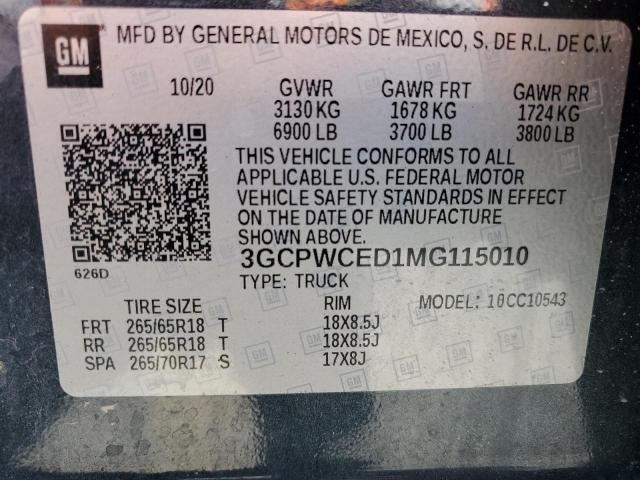 GM MFD BY GENERAL MOTORS DE MEXICO, S. DE R.L. DE C.V.
10/20 GVWR GAWR FRT GAWR RR
3130 KG 1678 KG 1724 KG
6900 LB 3700 LB 3800 LB
THIS VEHICLE CONFORMS TO ALL
APPLICABLE U.S. FEDERAL MOTOR
VEHICLE SAFETY STANDARDS IN EFFECT
ON THE DATE OF MANUFACTURE
SHOWN ABOVE.
626D
3GCPWCED1MG115010
TYPE: TRUCK
MODEL: 10CC10543
TIRE SIZE RIM
FRT 265/65R18 T 18X8.5J
RR 265/65R18 T 18X8.5J
SPA 265/70R17 S 17X8J